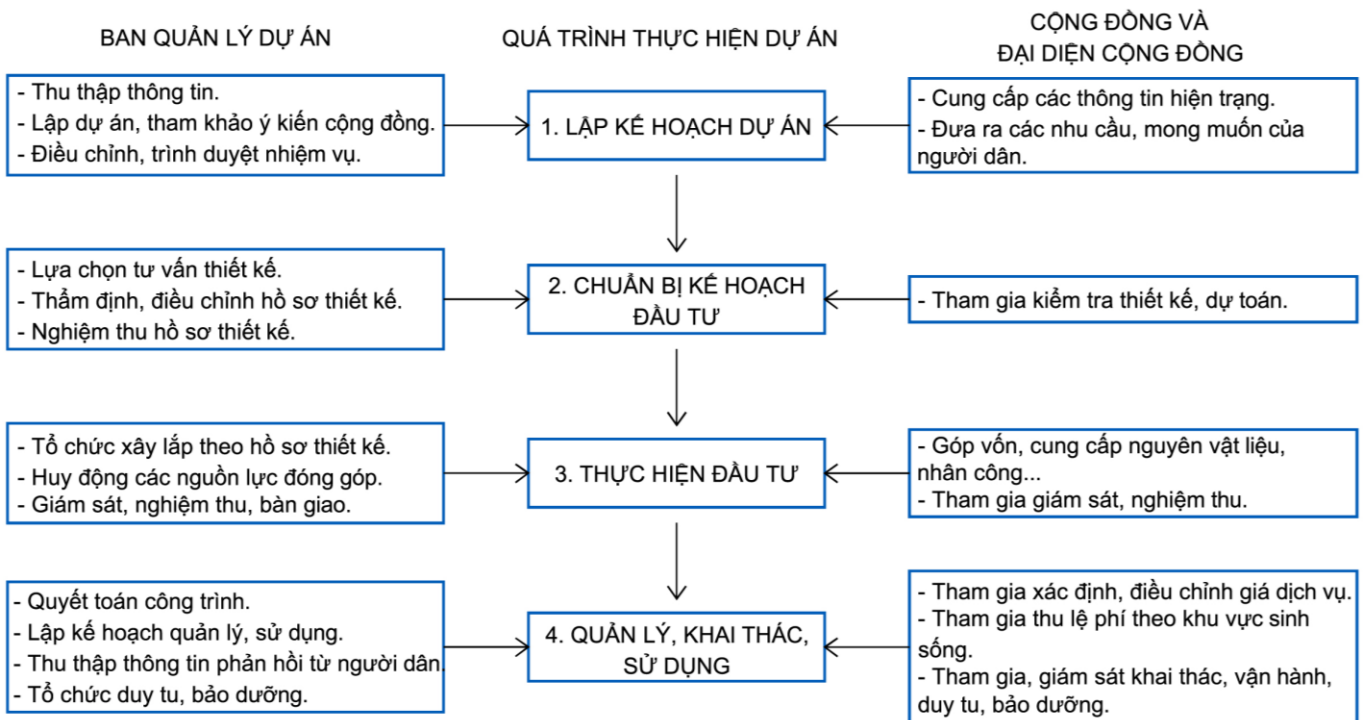 BAN QUẢN LÝ DỰ ÁN
QUÁ TRÌNH THỰC HIỆN DỰ ÁN
CỘNG ĐỒNG VÀ
ĐẠI DIỆN CỘNG ĐỒNG
- Thu thập thông tin.
- Lập dự án, tham khảo ý kiến cộng đồng.
- Điều chỉnh, trình duyệt nhiệm vụ.
1. LẬP KẾ HOẠCH DỰ ÁN
- Cung cấp các thông tin hiện trạng.
- Đưa ra các nhu cầu, mong muốn của
người dân.
- Lựa chọn tư vấn thiết kế.
- Thẩm định, điều chỉnh hồ sơ thiết kế.
- Nghiệm thu hồ sơ thiết kế.
2. CHUẨN BỊ KẾ HOẠCH
ĐẦU TƯ
- Tham gia kiểm tra thiết kế, dự toán.
- Tổ chức xây lắp theo hồ sơ thiết kế.
- Huy động các nguồn lực đóng góp.
- Giám sát, nghiệm thu, bàn giao.
3. THỰC HIỆN ĐẦU TƯ
- Góp vốn, cung cấp nguyên vật liệu,
nhân công...
- Tham gia giám sát, nghiệm thu.
- Quyết toán công trình.
- Lập kế hoạch quản lý, sử dụng.
- Thu thập thông tin phản hồi từ người dân.
- Tổ chức duy tu, bảo dưỡng.
4. QUẢN LÝ, KHAI THÁC,
SỬ DỤNG
- Tham gia xác định, điều chỉnh giá dịch vụ.
- Tham gia thu lệ phí theo khu vực sinh
sống.
- Tham gia, giám sát khai thác, vận hành,
duy tu, bảo dưỡng.